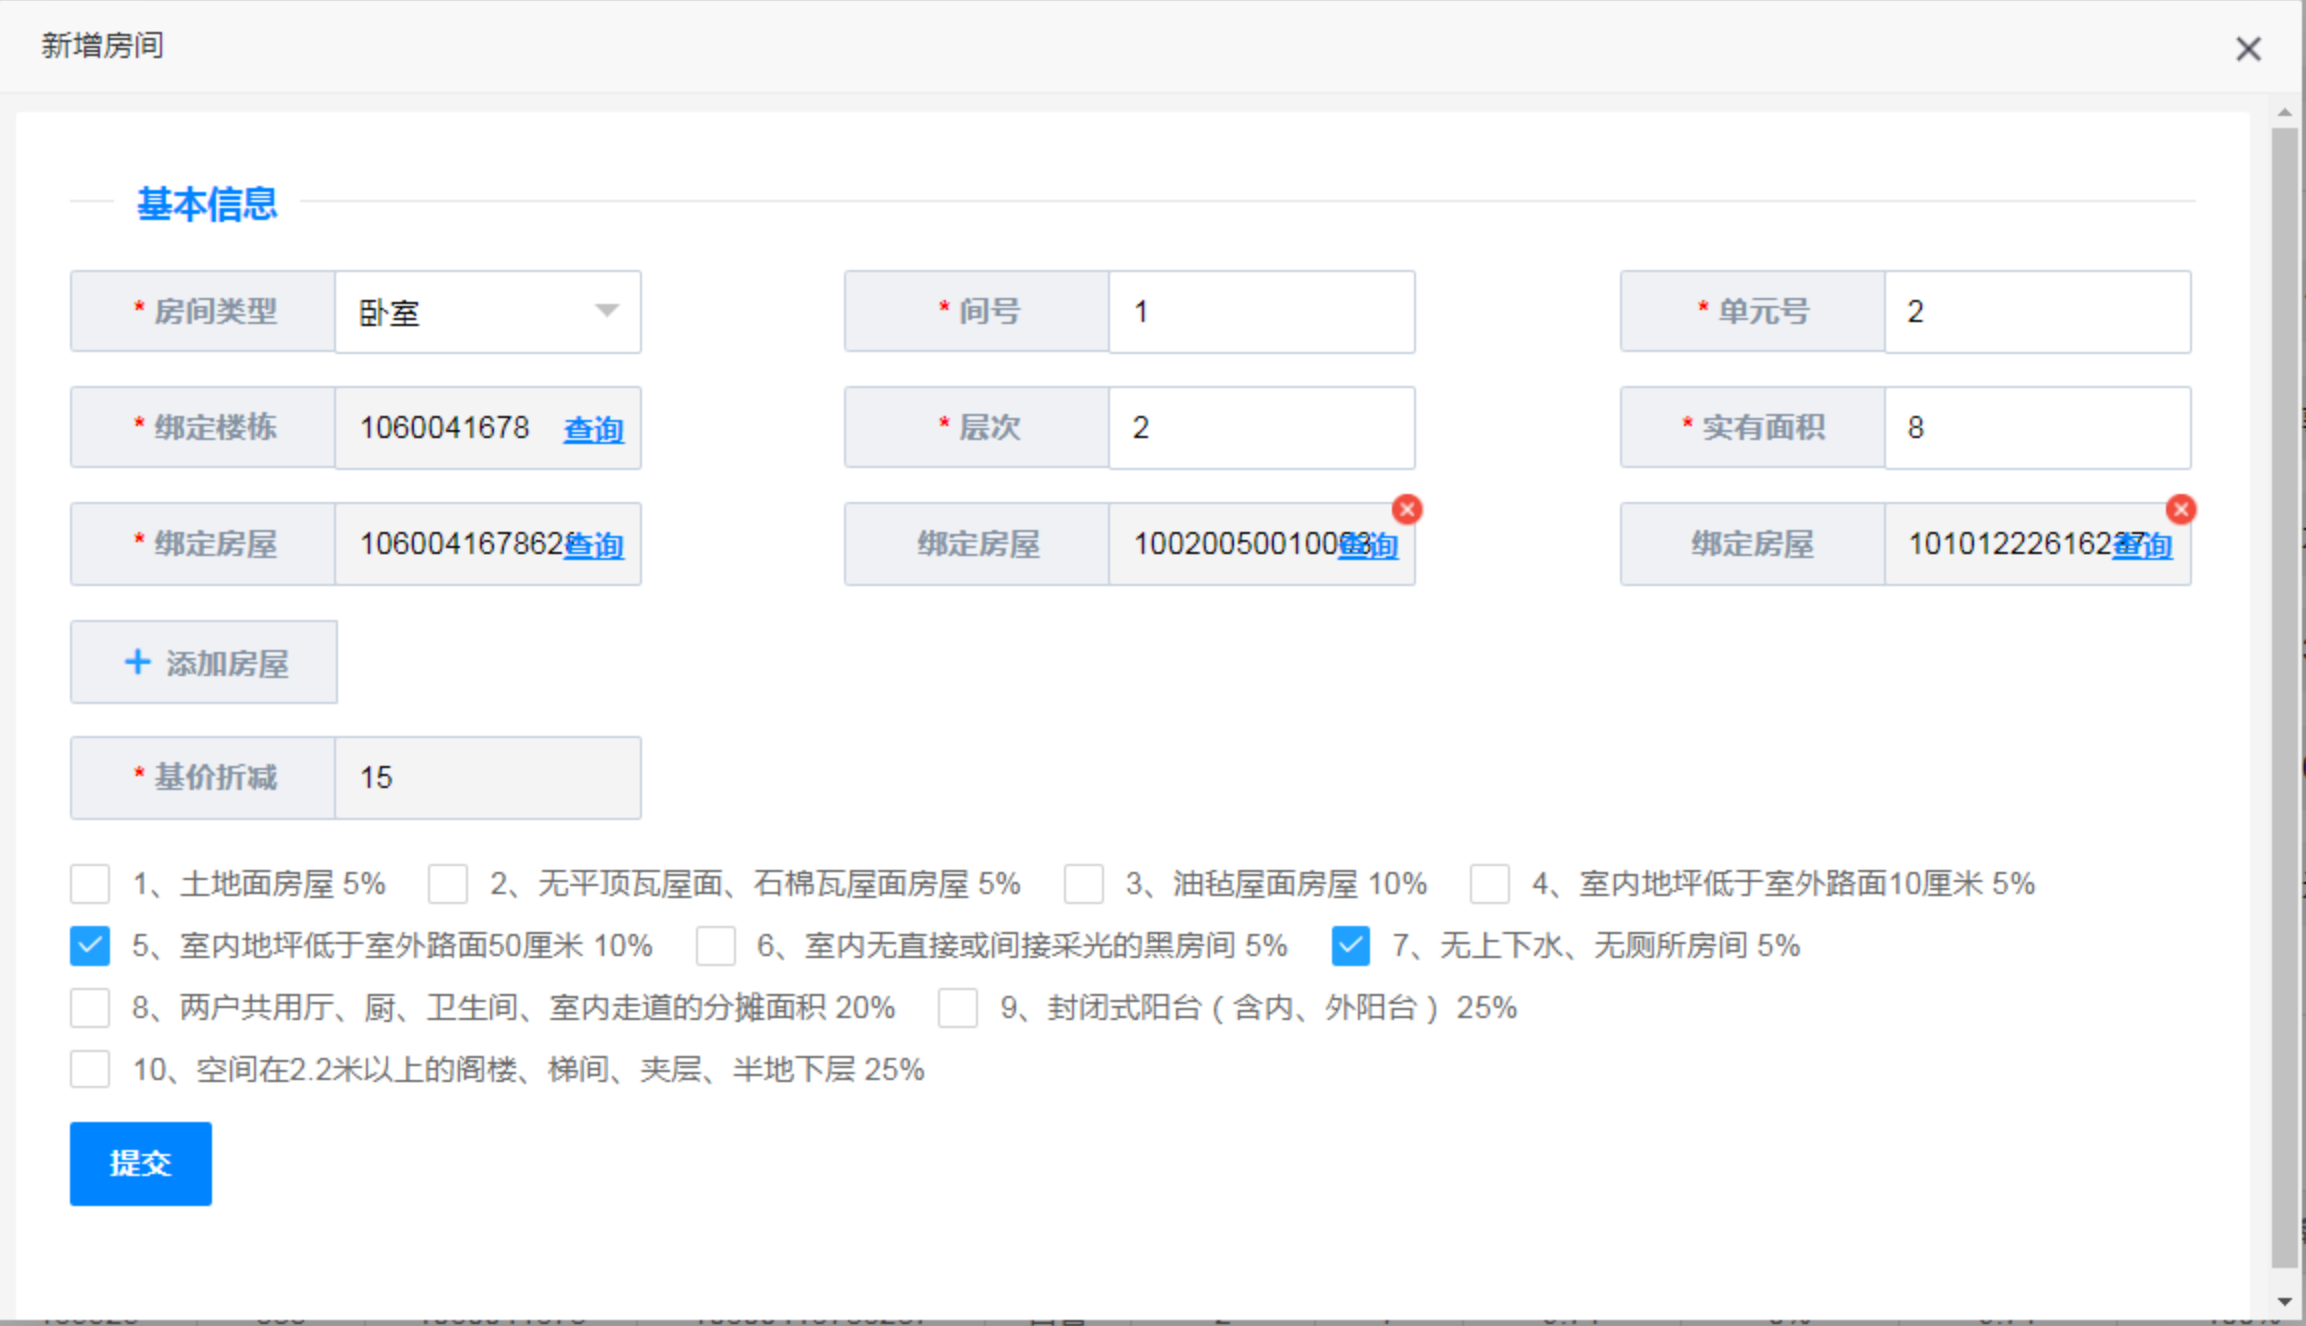 新增房间
基本信息
* 房间类型 卧室 * 间号 1 * 单元号 2
* 绑定楼栋 1060041678 查询 * 层次 2 * 实有面积 8
* 绑定房屋 1060041678628 查询 绑定房屋 10020050010003 查询 绑定房屋 10101222616237 查询
+ 添加房屋
* 基价折减 15
1、土地面房屋 5% 2、无平顶瓦屋面、石棉瓦屋面房屋 5% 3、油毡屋面房屋 10% 4、室内地坪低于室外路面10厘米 5%
5、室内地坪低于室外路面50厘米 10% 6、室内无直接或间接采光的黑房间 5% 7、无上下水、无厕所房间 5%
8、两户共用厅、厨、卫生间、室内走道的分摊面积 20% 9、封闭式阳台（含内、外阳台） 25%
10、空间在2.2米以上的阁楼、梯间、夹层、半地下层 25%
提交